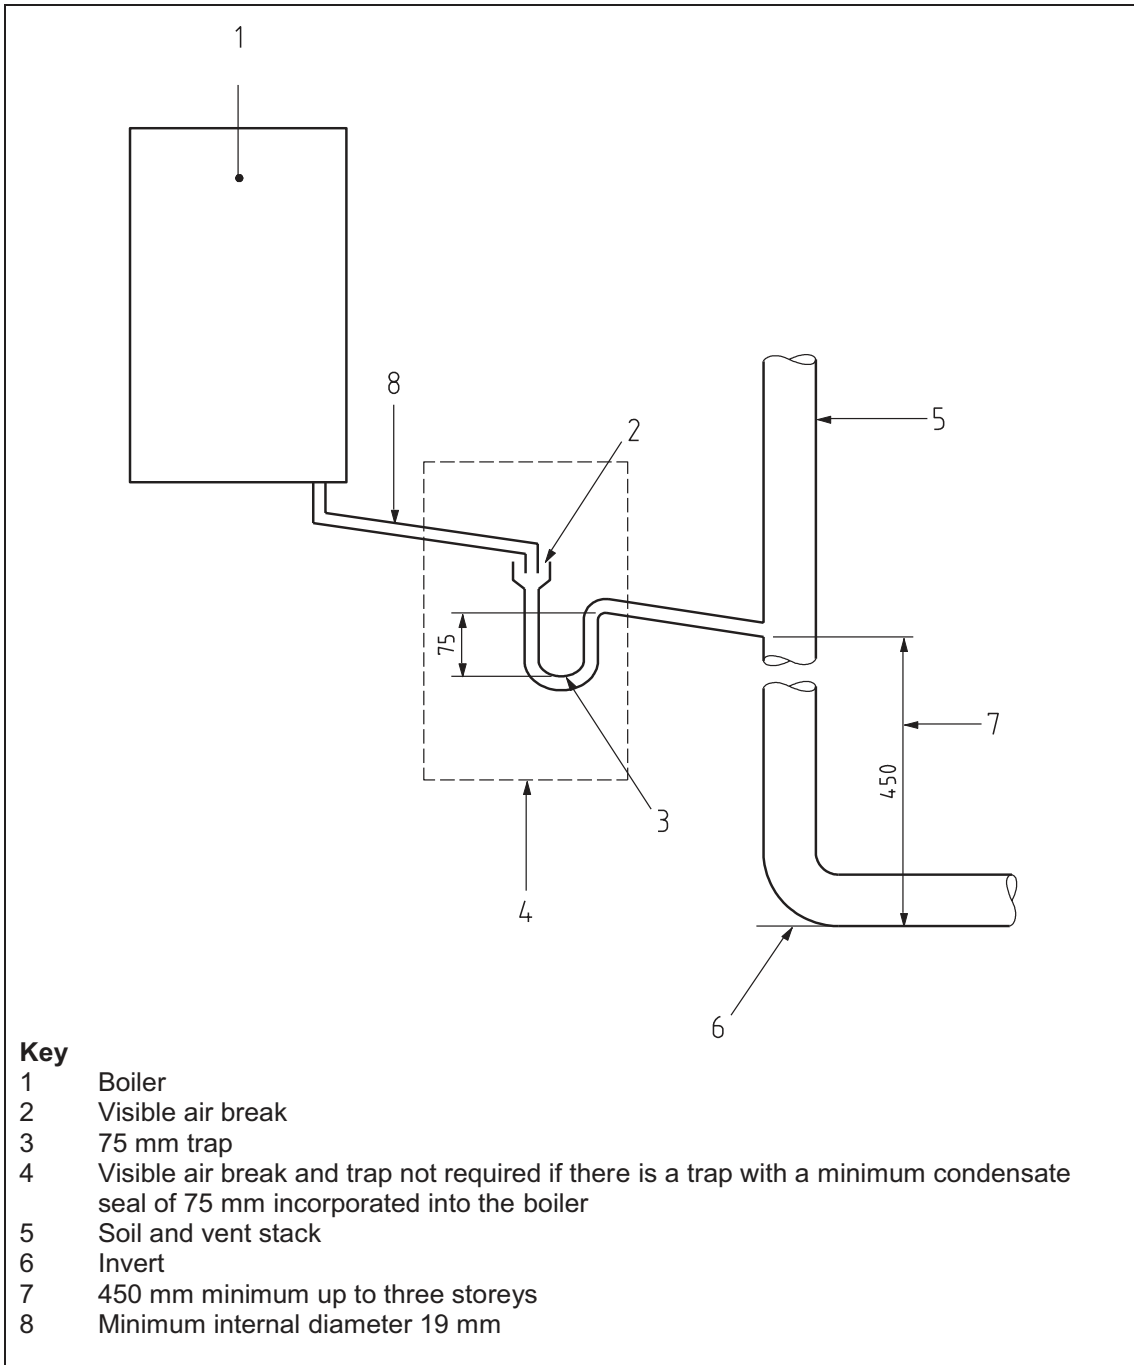 1
8
2
5
75
7
450
3
4
6
Key
1 Boiler
2 Visible air break
3 75 mm trap
4 Visible air break and trap not required if there is a trap with a minimum condensate
seal of 75 mm incorporated into the boiler
5 Soil and vent stack
6 Invert
7 450 mm minimum up to three storeys
8 Minimum internal diameter 19 mm